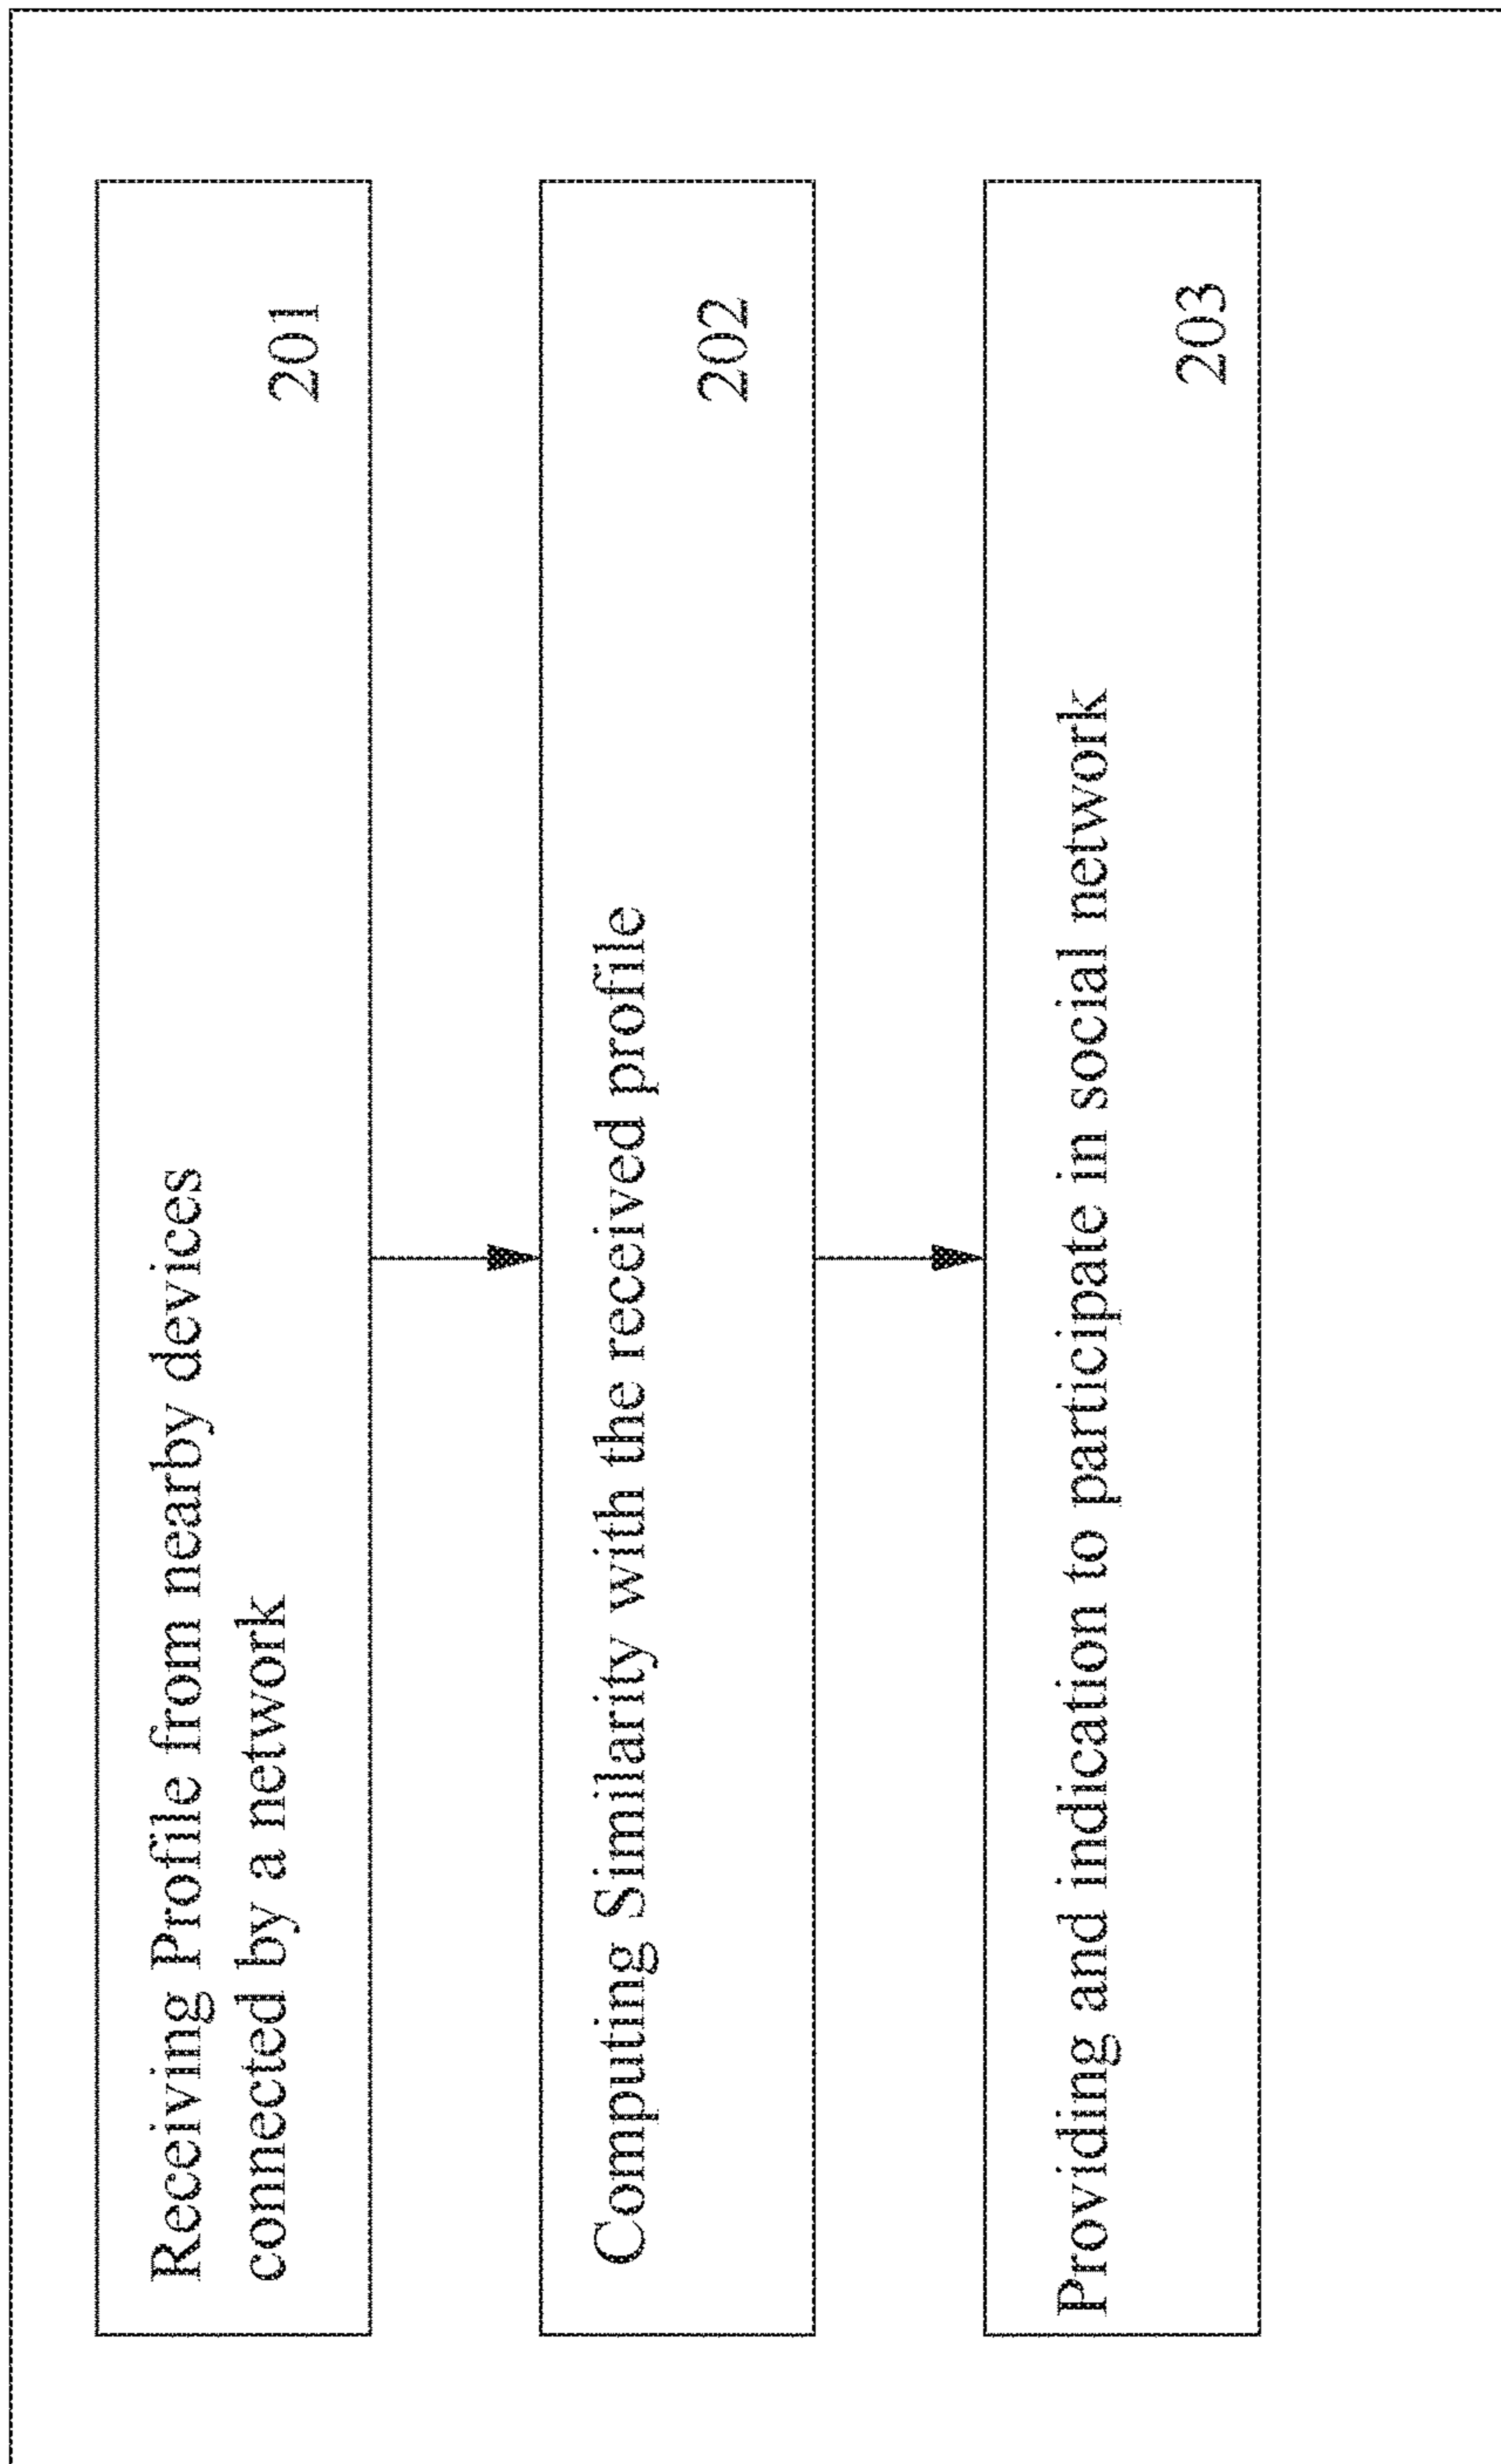 Receiving Profile from nearby devices
connected by a network
201
Computing Similarity with the received profile
202
Providing and indication to participate in social network
203